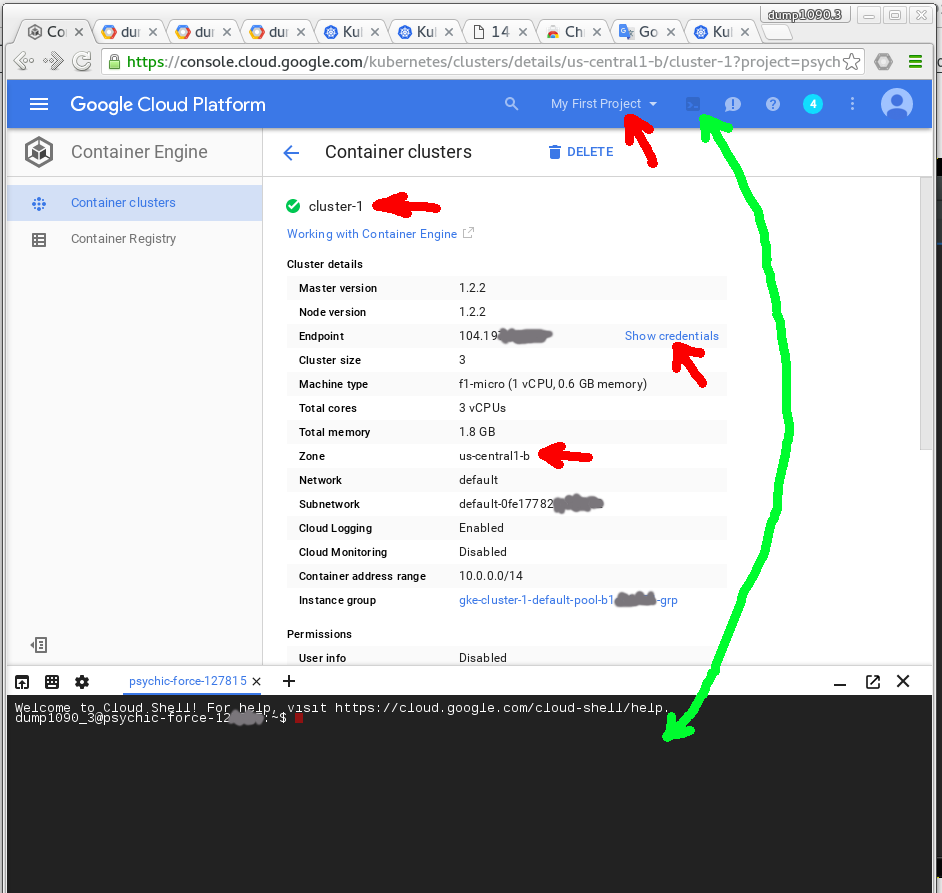 dump1090.3
Co
du
du
du
Kul
Kul
14
Ch
Go
Kul
https://console.cloud.google.com/kubernetes/clusters/details/us-central1-b/cluster-1?project=psych
Google Cloud Platform
My First Project
4
Container Engine
Container clusters
DELETE
Container clusters
Container Registry
cluster-1
Working with Container Engine
Cluster details
Master version 1.2.2
Node version 1.2.2
Endpoint 104.19 Show credentials
Cluster size 3
Machine type f1-micro (1 vCPU, 0.6 GB memory)
Total cores 3 vCPUs
Total memory 1.8 GB
Zone us-central1-b
Network default
Subnetwork default-0fe17782
Cloud Logging Enabled
Cloud Monitoring Disabled
Container address range 10.0.0.0/14
Instance group gke-cluster-1-default-pool-b1 -grp
Permissions
User info Disabled
psychic-force-127815
Welcome to Cloud Shell! For help, visit https://cloud.google.com/cloud-shell/help.
dump1090_3@psychic-force-12 :~$